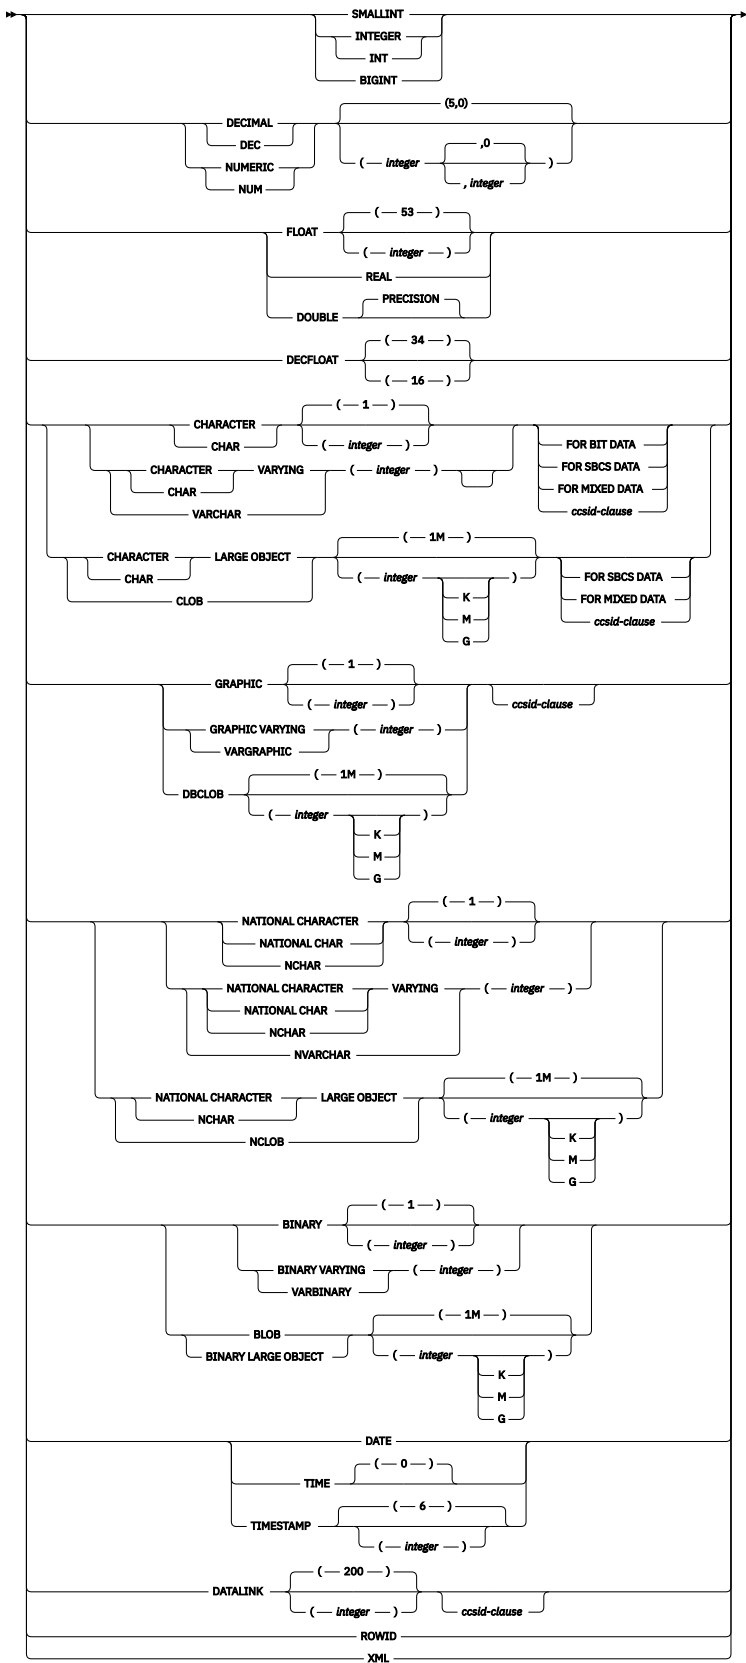 SMALLINT
INTEGER
INT
BIGINT
(5,0)
DECIMAL
DEC
,0
( integer )
NUMERIC
, integer
NUM
( 53 )
FLOAT
( integer )
REAL
PRECISION
DOUBLE
( 34 )
DECFLOAT
( 16 )
( 1 )
CHARACTER
CHAR
( integer )
FOR BIT DATA
CHARACTER VARYING ( integer )
FOR SBCS DATA
CHAR
FOR MIXED DATA
VARCHAR
ccsid-clause
( 1M )
CHARACTER LARGE OBJECT
CHAR
( integer )
FOR SBCS DATA
CLOB
K
FOR MIXED DATA
M
ccsid-clause
G
( 1 )
GRAPHIC
( integer )
ccsid-clause
GRAPHIC VARYING ( integer )
VARGRAPHIC
( 1M )
DBCLOB
( integer )
K
M
G
( 1 )
NATIONAL CHARACTER
NATIONAL CHAR
( integer )
NCHAR
NATIONAL CHARACTER VARYING ( integer )
NATIONAL CHAR
NCHAR
NVARCHAR
( 1M )
NATIONAL CHARACTER LARGE OBJECT
NCHAR
( integer )
NCLOB
K
M
G
( 1 )
BINARY
( integer )
BINARY VARYING ( integer )
VARBINARY
( 1M )
BLOB
BINARY LARGE OBJECT
( integer )
K
M
G
DATE
( 0 )
TIME
( 6 )
TIMESTAMP
( integer )
( 200 )
DATALINK
( integer )
ccsid-clause
ROWID
XML